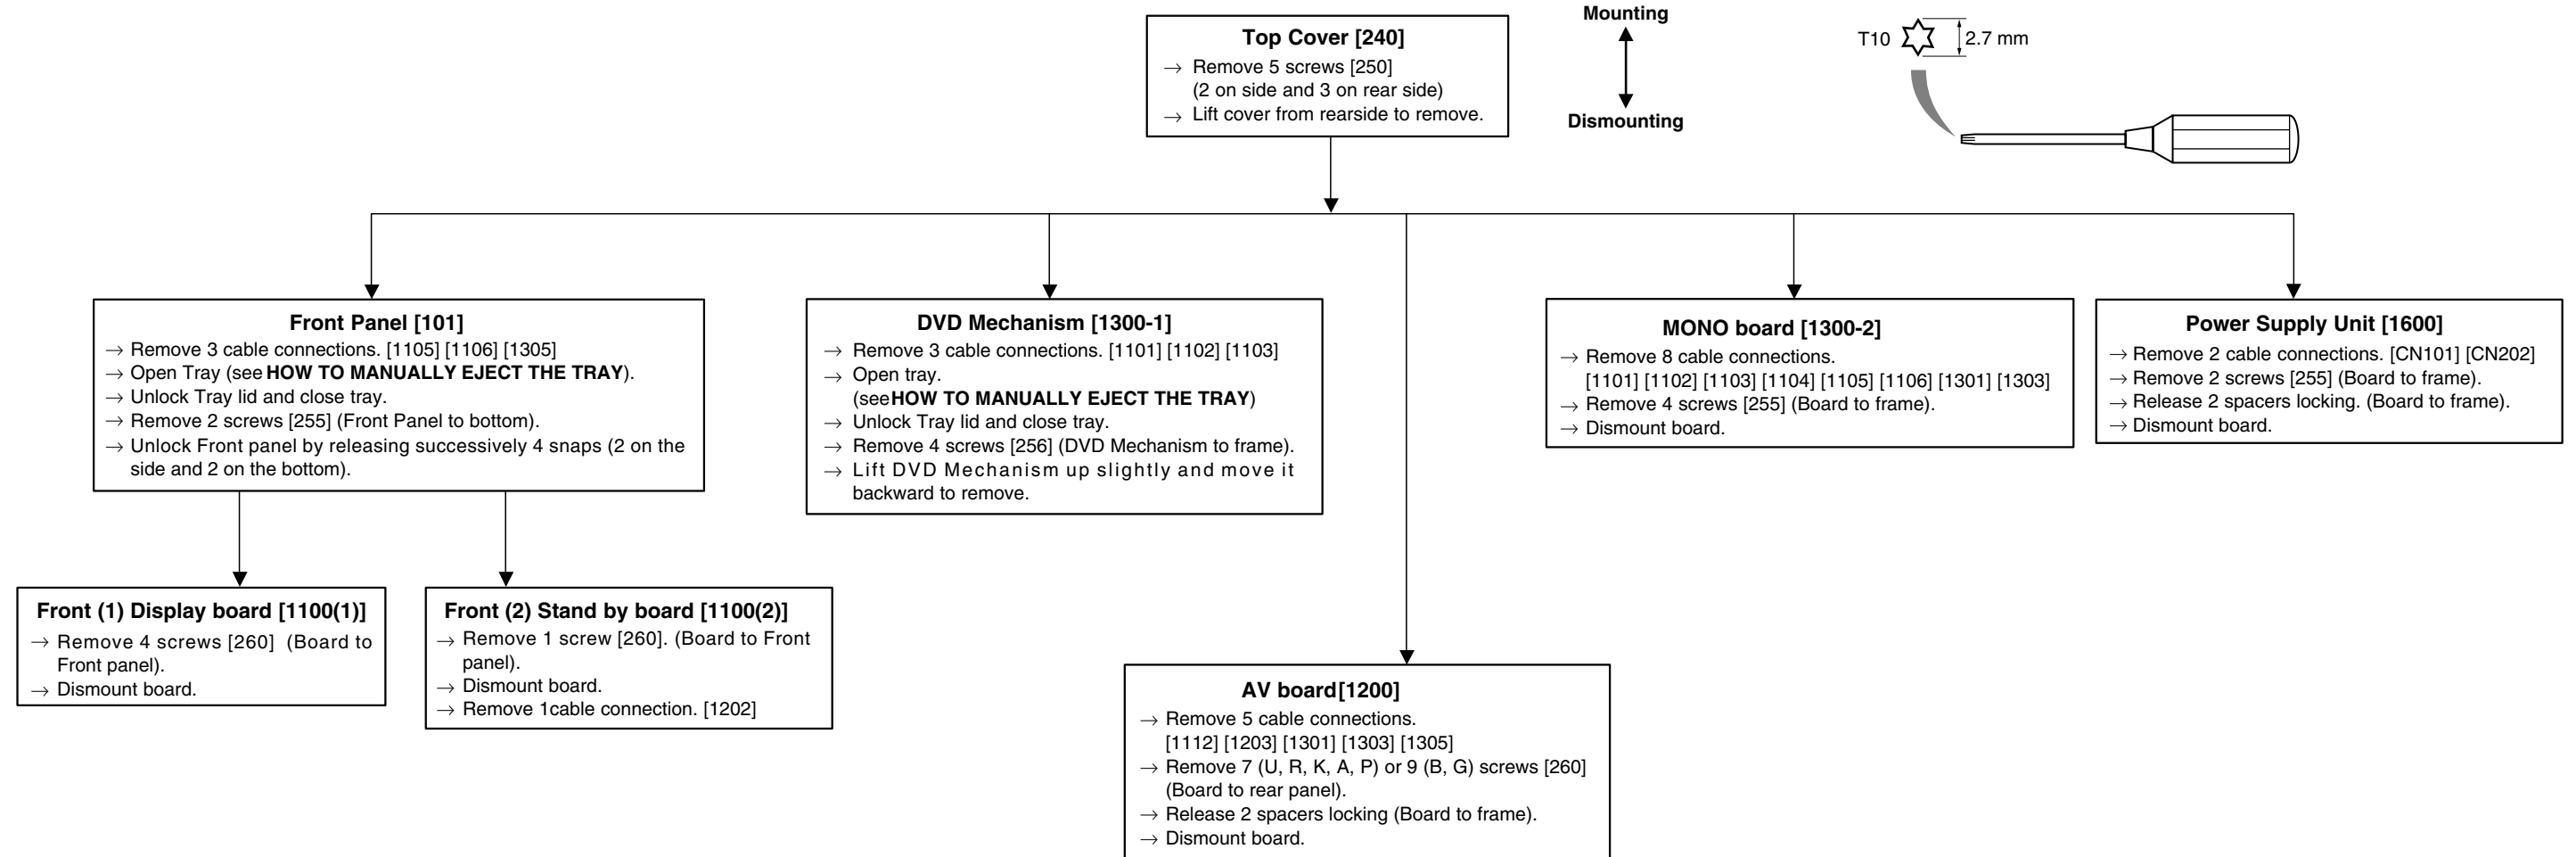 Top Cover [240]
→ Remove 5 screws [250]
(2 on side and 3 on rear side)
→ Lift cover from rearside to remove.
Mounting
Dismounting
T10
2.7 mm
Front Panel [101]
→ Remove 3 cable connections. [1105] [1106] [1305]
→ Open Tray (see HOW TO MANUALLY EJECT THE TRAY).
→ Unlock Tray lid and close tray.
→ Remove 2 screws [255] (Front Panel to bottom).
→ Unlock Front panel by releasing successively 4 snaps (2 on the
side and 2 on the bottom).
DVD Mechanism [1300-1]
→ Remove 3 cable connections. [1101] [1102] [1103]
→ Open tray.
(see HOW TO MANUALLY EJECT THE TRAY)
→ Unlock Tray lid and close tray.
→ Remove 4 screws [256] (DVD Mechanism to frame).
→ Lift DVD Mechanism up slightly and move it
backward to remove.
MONO board [1300-2]
→ Remove 8 cable connections.
[1101] [1102] [1103] [1104] [1105] [1106] [1301] [1303]
→ Remove 4 screws [255] (Board to frame).
→ Dismount board.
Power Supply Unit [1600]
→ Remove 2 cable connections. [CN101] [CN202]
→ Remove 2 screws [255] (Board to frame).
→ Release 2 spacers locking. (Board to frame).
→ Dismount board.
Front (1) Display board [1100(1)]
→ Remove 4 screws [260] (Board to
Front panel).
→ Dismount board.
Front (2) Stand by board [1100(2)]
→ Remove 1 screw [260]. (Board to Front
panel).
→ Dismount board.
→ Remove 1cable connection. [1202]
AV board[1200]
→ Remove 5 cable connections.
[1112] [1203] [1301] [1303] [1305]
→ Remove 7 (U, R, K, A, P) or 9 (B, G) screws [260]
(Board to rear panel).
→ Release 2 spacers locking (Board to frame).
→ Dismount board.